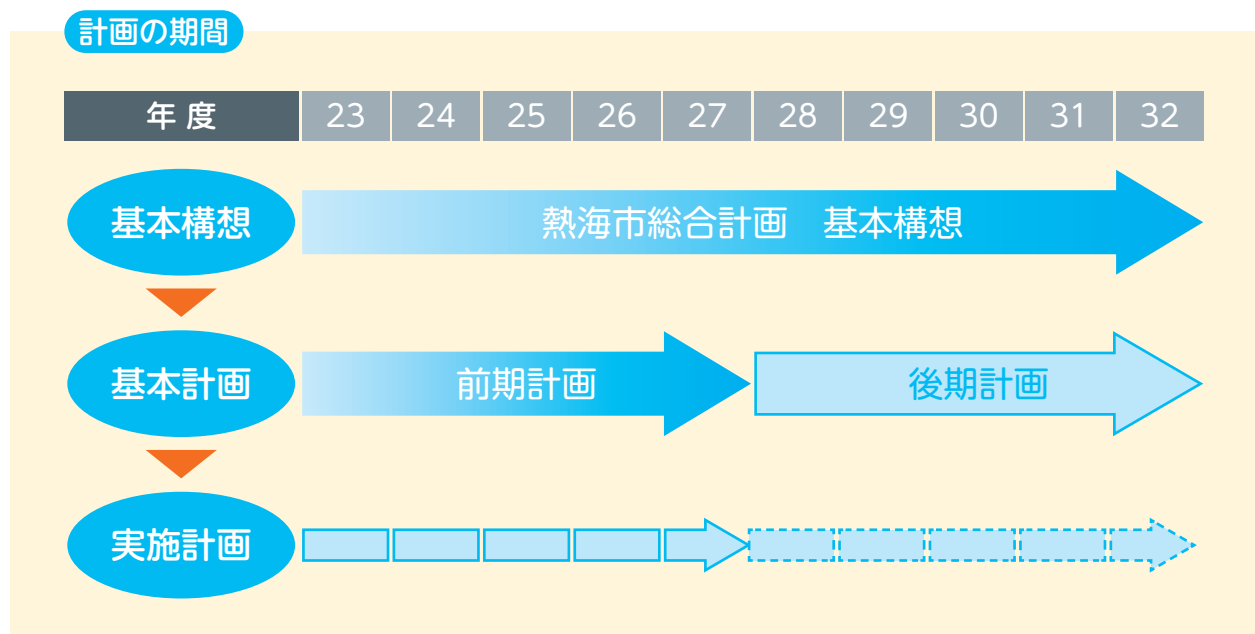 計画の期間
年度 23 24 25 26 27 28 29 30 31 32
基本構想 熱海市総合計画 基本構想
基本計画 前期計画 後期計画
実施計画